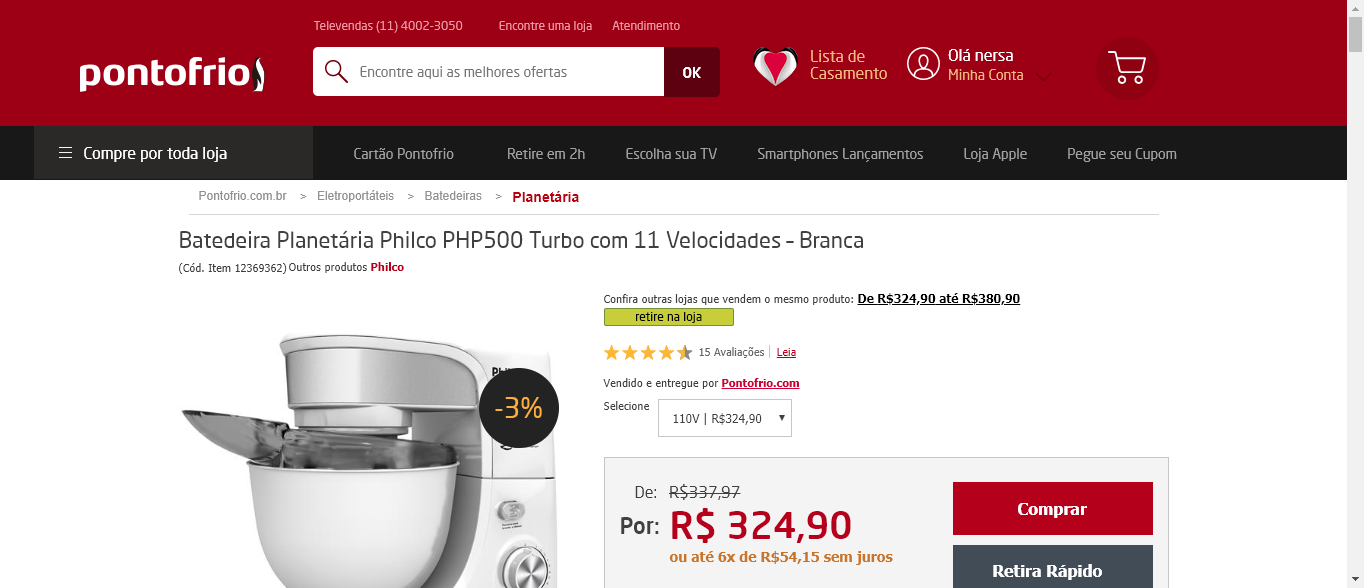 Televendas (11) 4002-3050 Encontre uma loja Atendimento
pontofrio
Encontre aqui as melhores ofertas
OK
Lista de
Casamento
Olá nersa
Minha Conta
Compre por toda loja
Cartão Pontofrio
Retire em 2h
Escolha sua TV
Smartphones Lançamentos
Loja Apple
Pegue seu Cupom
Pontofrio.com.br > Eletroportáteis > Batedeiras > Planetária
Batedeira Planetária Philco PHP500 Turbo com 11 Velocidades – Branca
(Cód. Item 12369362) Outros produtos Philco
Confira outras lojas que vendem o mesmo produto: De R$324,90 até R$380,90
retire na loja
15 Avaliações | Leia
Vendido e entregue por Pontofrio.com
Selecione
110V | R$324,90
-3%
De: R$337,97
Por: R$ 324,90
ou até 6x de R$54,15 sem juros
Comprar
Retira Rápido